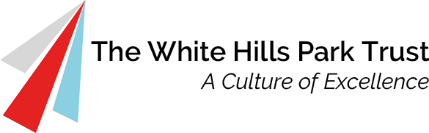 The White Hills Park Trust
A Culture of Excellence